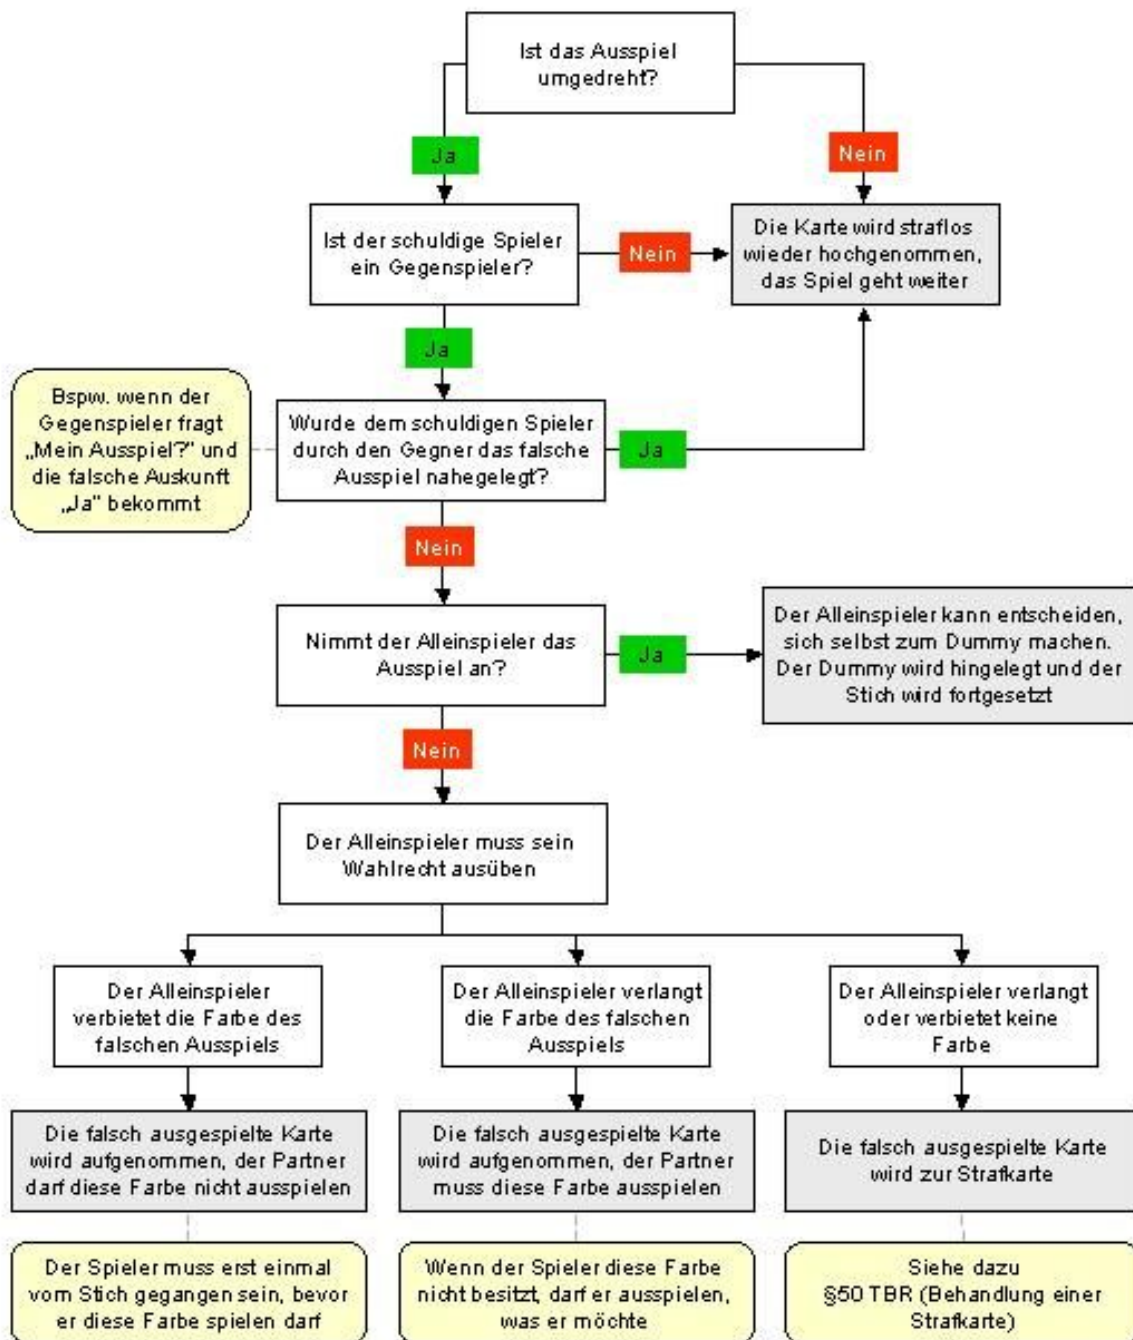 Ist das Ausspiel
umgedreht?
Ja
Nein
Ist der schuldige Spieler
ein Gegenspieler?
Nein
Die Karte wird straflos
wieder hochgenommen,
das Spiel geht weiter
Ja
Bspw. wenn der
Gegenspieler fragt
„Mein Ausspiel?" und
die falsche Auskunft
„Ja" bekommt
Wurde dem schuldigen Spieler
durch den Gegner das falsche
Ausspiel nahegelegt?
Ja
Nein
Nimmt der Alleinspieler das
Ausspiel an?
Ja
Der Alleinspieler kann entscheiden,
sich selbst zum Dummy machen.
Der Dummy wird hingelegt und der
Stich wird fortgesetzt
Nein
Der Alleinspieler muss sein
Wahlrecht ausüben
Der Alleinspieler
verbietet die Farbe des
falschen Ausspiels
Der Alleinspieler verlangt
die Farbe des falschen
Ausspiels
Der Alleinspieler verlangt
oder verbietet keine
Farbe
Die falsch ausgespielte Karte
wird aufgenommen, der Partner
darf diese Farbe nicht ausspielen
Die falsch ausgespielte Karte
wird aufgenommen, der Partner
muss diese Farbe ausspielen
Die falsch ausgespielte Karte
wird zur Strafkarte
Der Spieler muss erst einmal
vom Stich gegangen sein, bevor
er diese Farbe spielen darf
Wenn der Spieler diese Farbe
nicht besitzt, darf er ausspielen,
was er möchte
Siehe dazu
§50 TBR (Behandlung einer
Strafkarte)